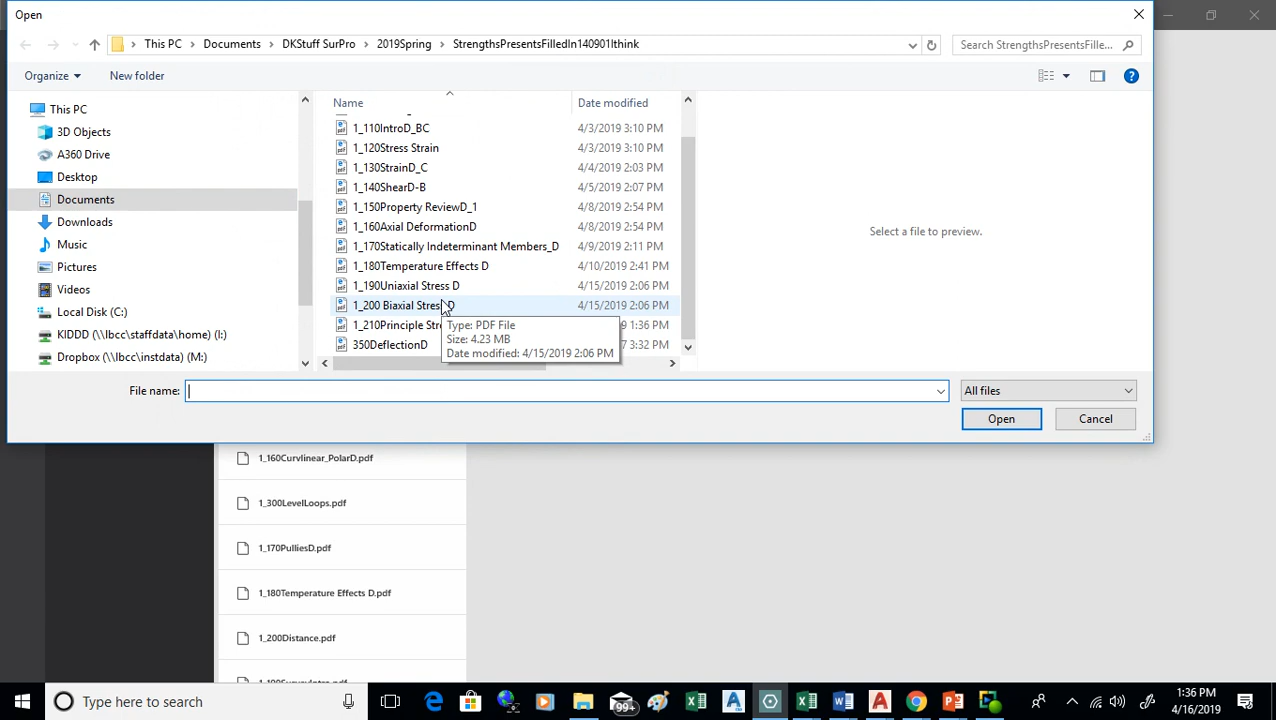 Open
This PC
Documents
DKStuff SurPro
2019Spring
StrengthsPresentsFilledIn140901Ithink
Search StrengthsPresentsFille...
Organize
New folder
This PC
3D Objects
A360 Drive
Desktop
Documents
Downloads
Music
Pictures
Videos
Local Disk (C:)
KIDDD (\\lbcc\staffdata\home) (I:)
Dropbox (\\lbcc\instdata) (M:)
Name Date modified
1_110IntroD_BC 4/3/2019 3:10 PM
1_120Stress Strain 4/3/2019 3:10 PM
1_130StrainD_C 4/4/2019 2:03 PM
1_140ShearD-B 4/5/2019 2:07 PM
1_150Property ReviewD_1 4/8/2019 2:54 PM
1_160Axial DeformationD 4/8/2019 2:54 PM
1_170Statically Indeterminant Members_D 4/9/2019 2:11 PM
1_180Temperature Effects D 4/10/2019 2:41 PM
1_190Uniaxial Stress D 4/15/2019 2:06 PM
1_200 Biaxial Stres D 4/15/2019 2:06 PM
1_210Principle Stre 9 1:36 PM
350DeflectionD 3:32 PM
Type: PDF File
Size: 4.23 MB
Date modified: 4/15/2019 2:06 PM
Select a file to preview.
File name:
All files
Open
Cancel
1_160Curvlinear_PolarD.pdf
1_300LevelLoops.pdf
1_170PulliesD.pdf
1_180Temperature Effects D.pdf
1_200Distance.pdf
Type here to search
99+
1:36 PM
4/16/2019